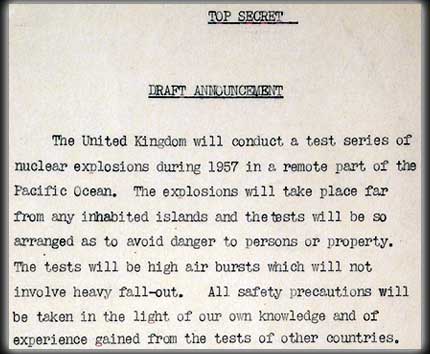 TOP SECRET
DRAFT ANNOUNCEMENT
The United Kingdom will conduct a test series of
nuclear explosions during 1957 in a remote part of the
Pacific Ocean. The explosions will take place far
from any inhabited islands and the tests will be so
arranged as to avoid danger to persons or property.
The tests will be high air bursts which will not
involve heavy fall-out. All safety precautions will
be taken in the light of our own knowledge and of
experience gained from the tests of other countries.